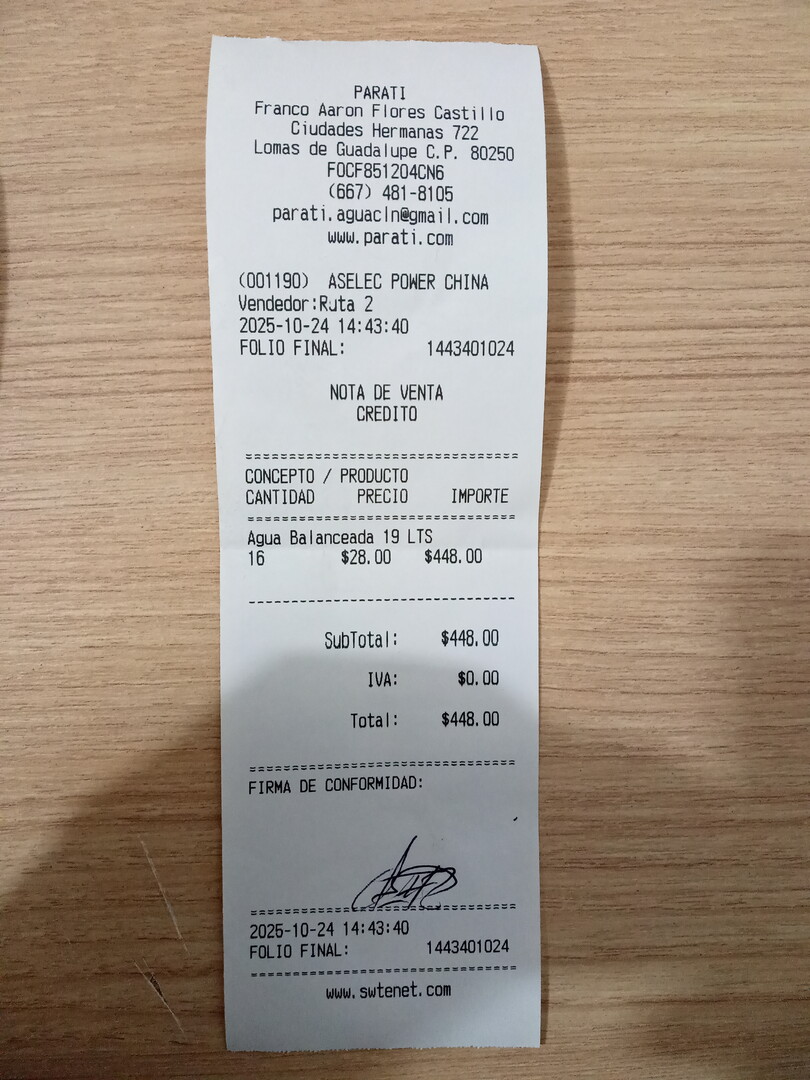 PARATI
Franco Aaron Flores Castillo
Ciudades Hermanas 722
Lomas de Guadalupe C.P. 80250
FOCF851204CN6
(667) 481-8105
parati.aguacln@gmail.com
www.parati.com
(001190) ASELEC POWER CHINA
Vendedor:Ruta 2
2025-10-24 14:43:40
FOLIO FINAL: 1443401024
NOTA DE VENTA
CREDITO
================================
CONCEPTO / PRODUCTO
CANTIDAD PRECIO IMPORTE
================================
Agua Balanceada 19 LTS
16 $28.00 $448.00
--------------------------------
SubTotal: $448.00
IVA: $0.00
Total: $448.00
================================
FIRMA DE CONFORMIDAD:
================================
2025-10-24 14:43:40
FOLIO FINAL: 1443401024
================================
www.swtenet.com